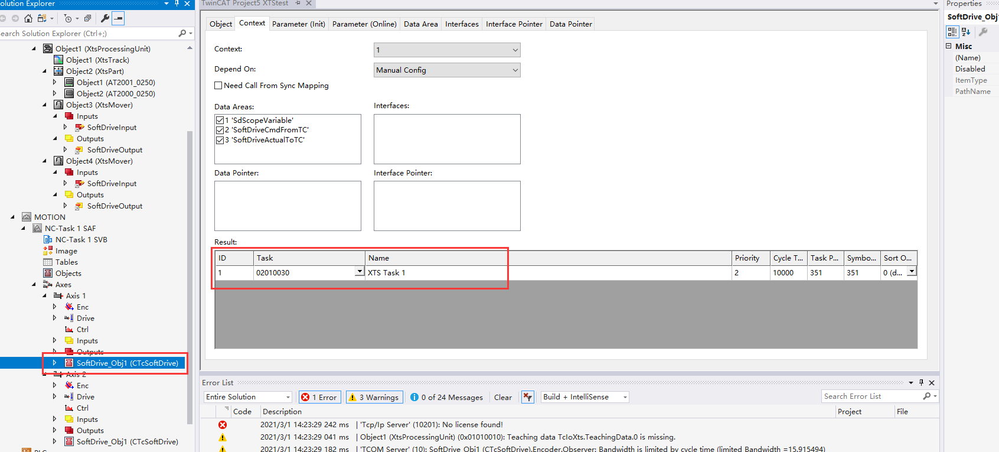 olution Explorer
earch Solution Explorer (Ctrl+;)
Object1 (XtsProcessingUnit)
Object1 (XtsTrack)
Object2 (XtsPart)
Object1 (AT2001_0250)
Object2 (AT2000_0250)
Object3 (XtsMover)
Inputs
SoftDriveInput
Outputs
SoftDriveOutput
Object4 (XtsMover)
Inputs
SoftDriveInput
Outputs
SoftDriveOutput
MOTION
NC-Task 1 SAF
NC-Task 1 SVB
Image
Tables
Objects
Axes
Axis 1
Enc
Drive
Ctrl
Inputs
Outputs
SoftDrive_Obj1 (CTcSoftDrive)
Axis 2
Enc
Drive
Ctrl
Inputs
Outputs
SoftDrive_Obj1 (CTcSoftDrive)
TwinCAT Project5 XTStest
Object Context Parameter (Init) Parameter (Online) Data Area Interfaces Interface Pointer Data Pointer
Context: 1
Depend On: Manual Config
Need Call From Sync Mapping
Data Areas: Interfaces:
1 'SdScopeVariable'
2 'SoftDriveCmdFromTC'
3 'SoftDriveActualToTC'
Data Pointer: Interface Pointer:
Result:
ID Task Name Priority Cycle T... Task P... Symbo... Sort O...
1 02010030 XTS Task 1 2 10000 351 351 0 (d...
Error List
Entire Solution 1 Error 3 Warnings 0 of 24 Messages Clear Build + IntelliSense Search Error List
Code Description Project File
2021/3/1 14:23:29 242 ms | 'Tcp/Ip Server' (10201): No license found!
2021/3/1 14:23:29 041 ms | Object1 (XtsProcessingUnit) (0x01010010): Teaching data TcIoXts.TeachingData.0 is missing.
2021/3/1 14:23:29 182 ms | 'TCOM Server' (10): SoftDrive_Obj1 (CTcSoftDrive).Encoder.Observer: Bandwidth is limited by cycle time (limited Bandwidth =15.915494)
Properties
SoftDrive_Obj
Misc
(Name)
Disabled
ItemType
PathName